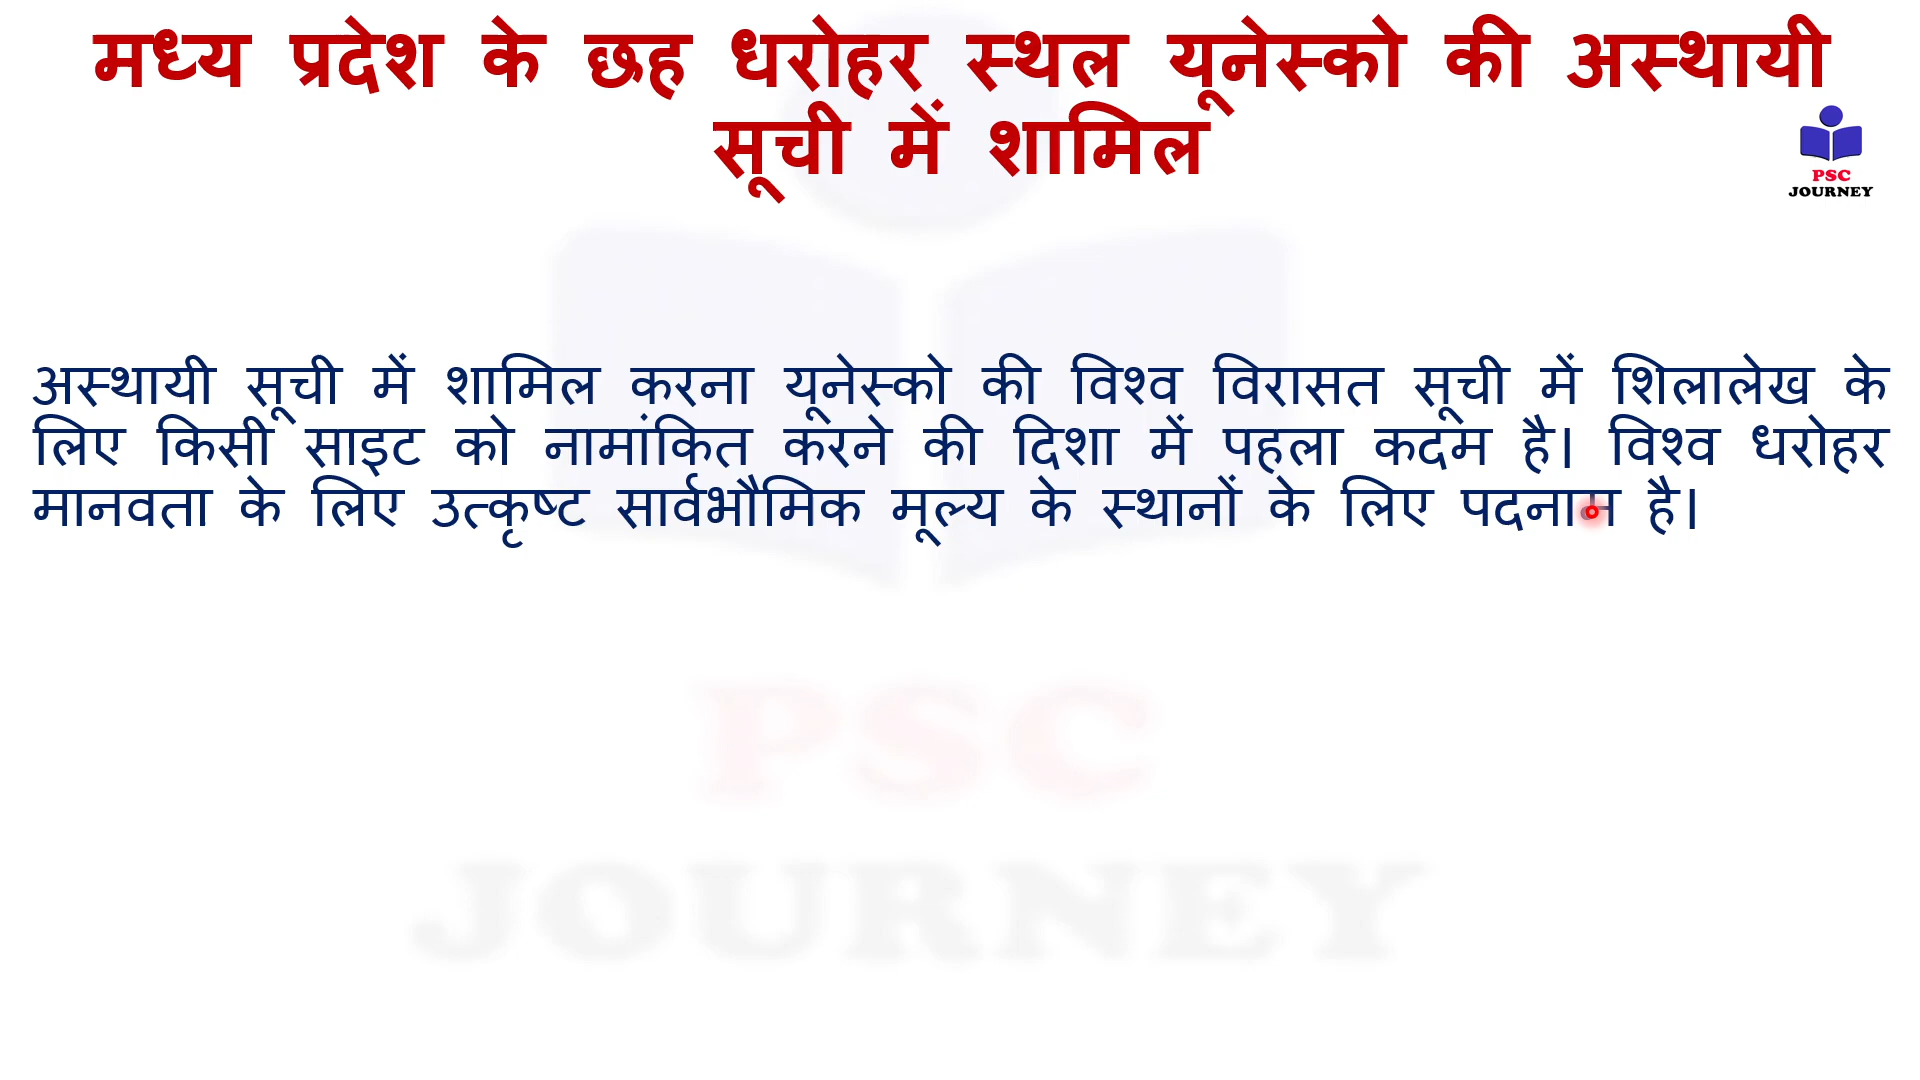 मध्य प्रदेश के छह धरोहर स्थल यूनेस्को की अस्थायी
सूची में शामिल
PSC
JOURNEY
अस्थायी सूची में शामिल करना यूनेस्को की विश्व विरासत सूची में शिलालेख के
लिए किसी साइट को नामांकित करने की दिशा में पहला कदम है। विश्व धरोहर
मानवता के लिए उत्कृष्ट सार्वभौमिक मूल्य के स्थानों के लिए पदनाम है।
PSC
JOURNEY